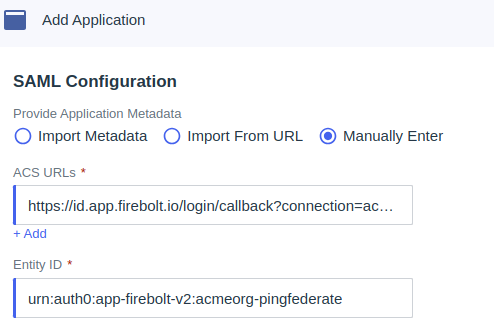 Add Application
SAML Configuration
Provide Application Metadata
Import Metadata Import From URL Manually Enter
ACS URLs *
https://id.app.firebolt.io/login/callback?connection=ac...
+ Add
Entity ID *
urn:auth0:app-firebolt-v2:acmeorg-pingfederate